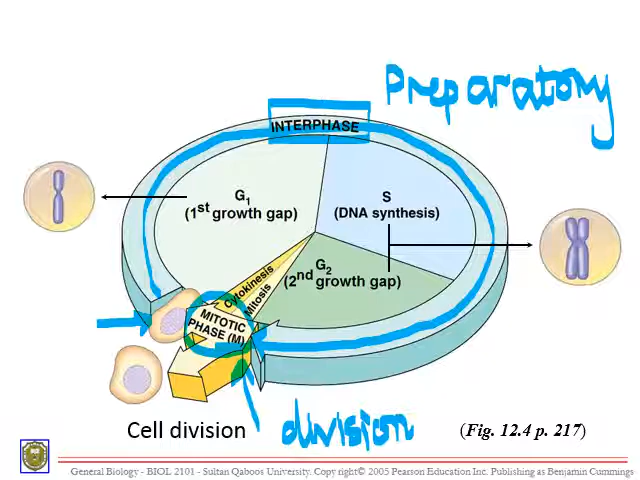 Preparatory
INTERPHASE
G1
(1st growth gap)
S
(DNA synthesis)
G2
(2nd growth gap)
Cytokinesis
Mitosis
MITOTIC
PHASE (M)
Cell division
division
(Fig. 12.4 p. 217)
General Biology - BIOL 2101 - Sultan Qaboos University. Copy right© 2005 Pearson Education Inc. Publishing as Benjamin Cummings